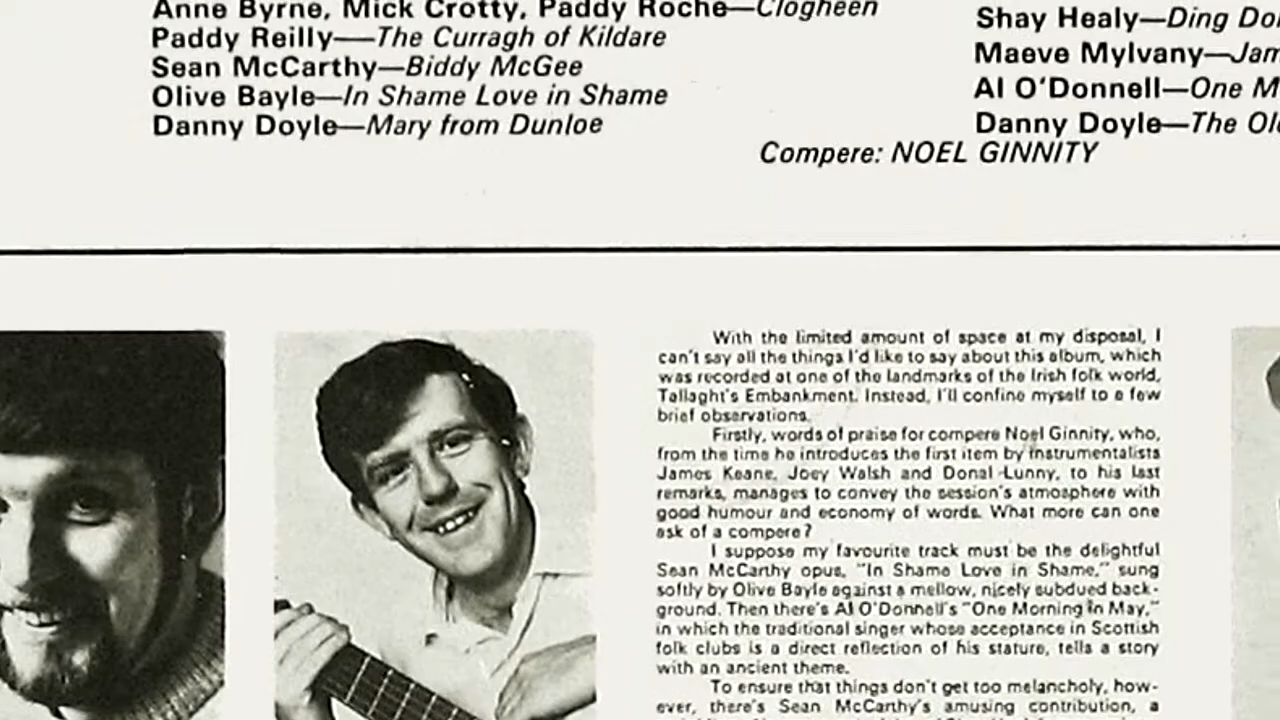 Anne Byrne, Mick Crotty, Paddy Roche—Clogheen
Paddy Reilly—The Curragh of Kildare
Sean McCarthy—Biddy McGee
Olive Bayle—In Shame Love in Shame
Danny Doyle—Mary from Dunloe
Shay Healy—Ding Do
Maeve Mylvany—Jam
Al O'Donnell—One M
Danny Doyle—The Ol
Compere: NOEL GINNITY
With the limited amount of space at my disposal, I
can't say all the things I'd like to say about this album, which
was recorded at one of the landmarks of the Irish folk world,
Tallaght's Embankment. Instead, I'll confine myself to a few
brief observations.
Firstly, words of praise for compere Noel Ginnity, who,
from the time he introduces the first item by instrumentalists
James Keane, Joey Walsh and Donal Lunny, to his last
remarks, manages to convey the session's atmosphere with
good humour and economy of words. What more can one
ask of a compere?
I suppose my favourite track must be the delightful
Sean McCarthy opus, "In Shame Love in Shame," sung
softly by Olive Bayle against a mellow, nicely subdued back-
ground. Then there's Al O'Donnell's "One Morning in May,"
in which the traditional singer whose acceptance in Scottish
folk clubs is a direct reflection of his stature, tells a story
with an ancient theme.
To ensure that things don't get too melancholy, how-
ever, there's Sean McCarthy's amusing contribution, a